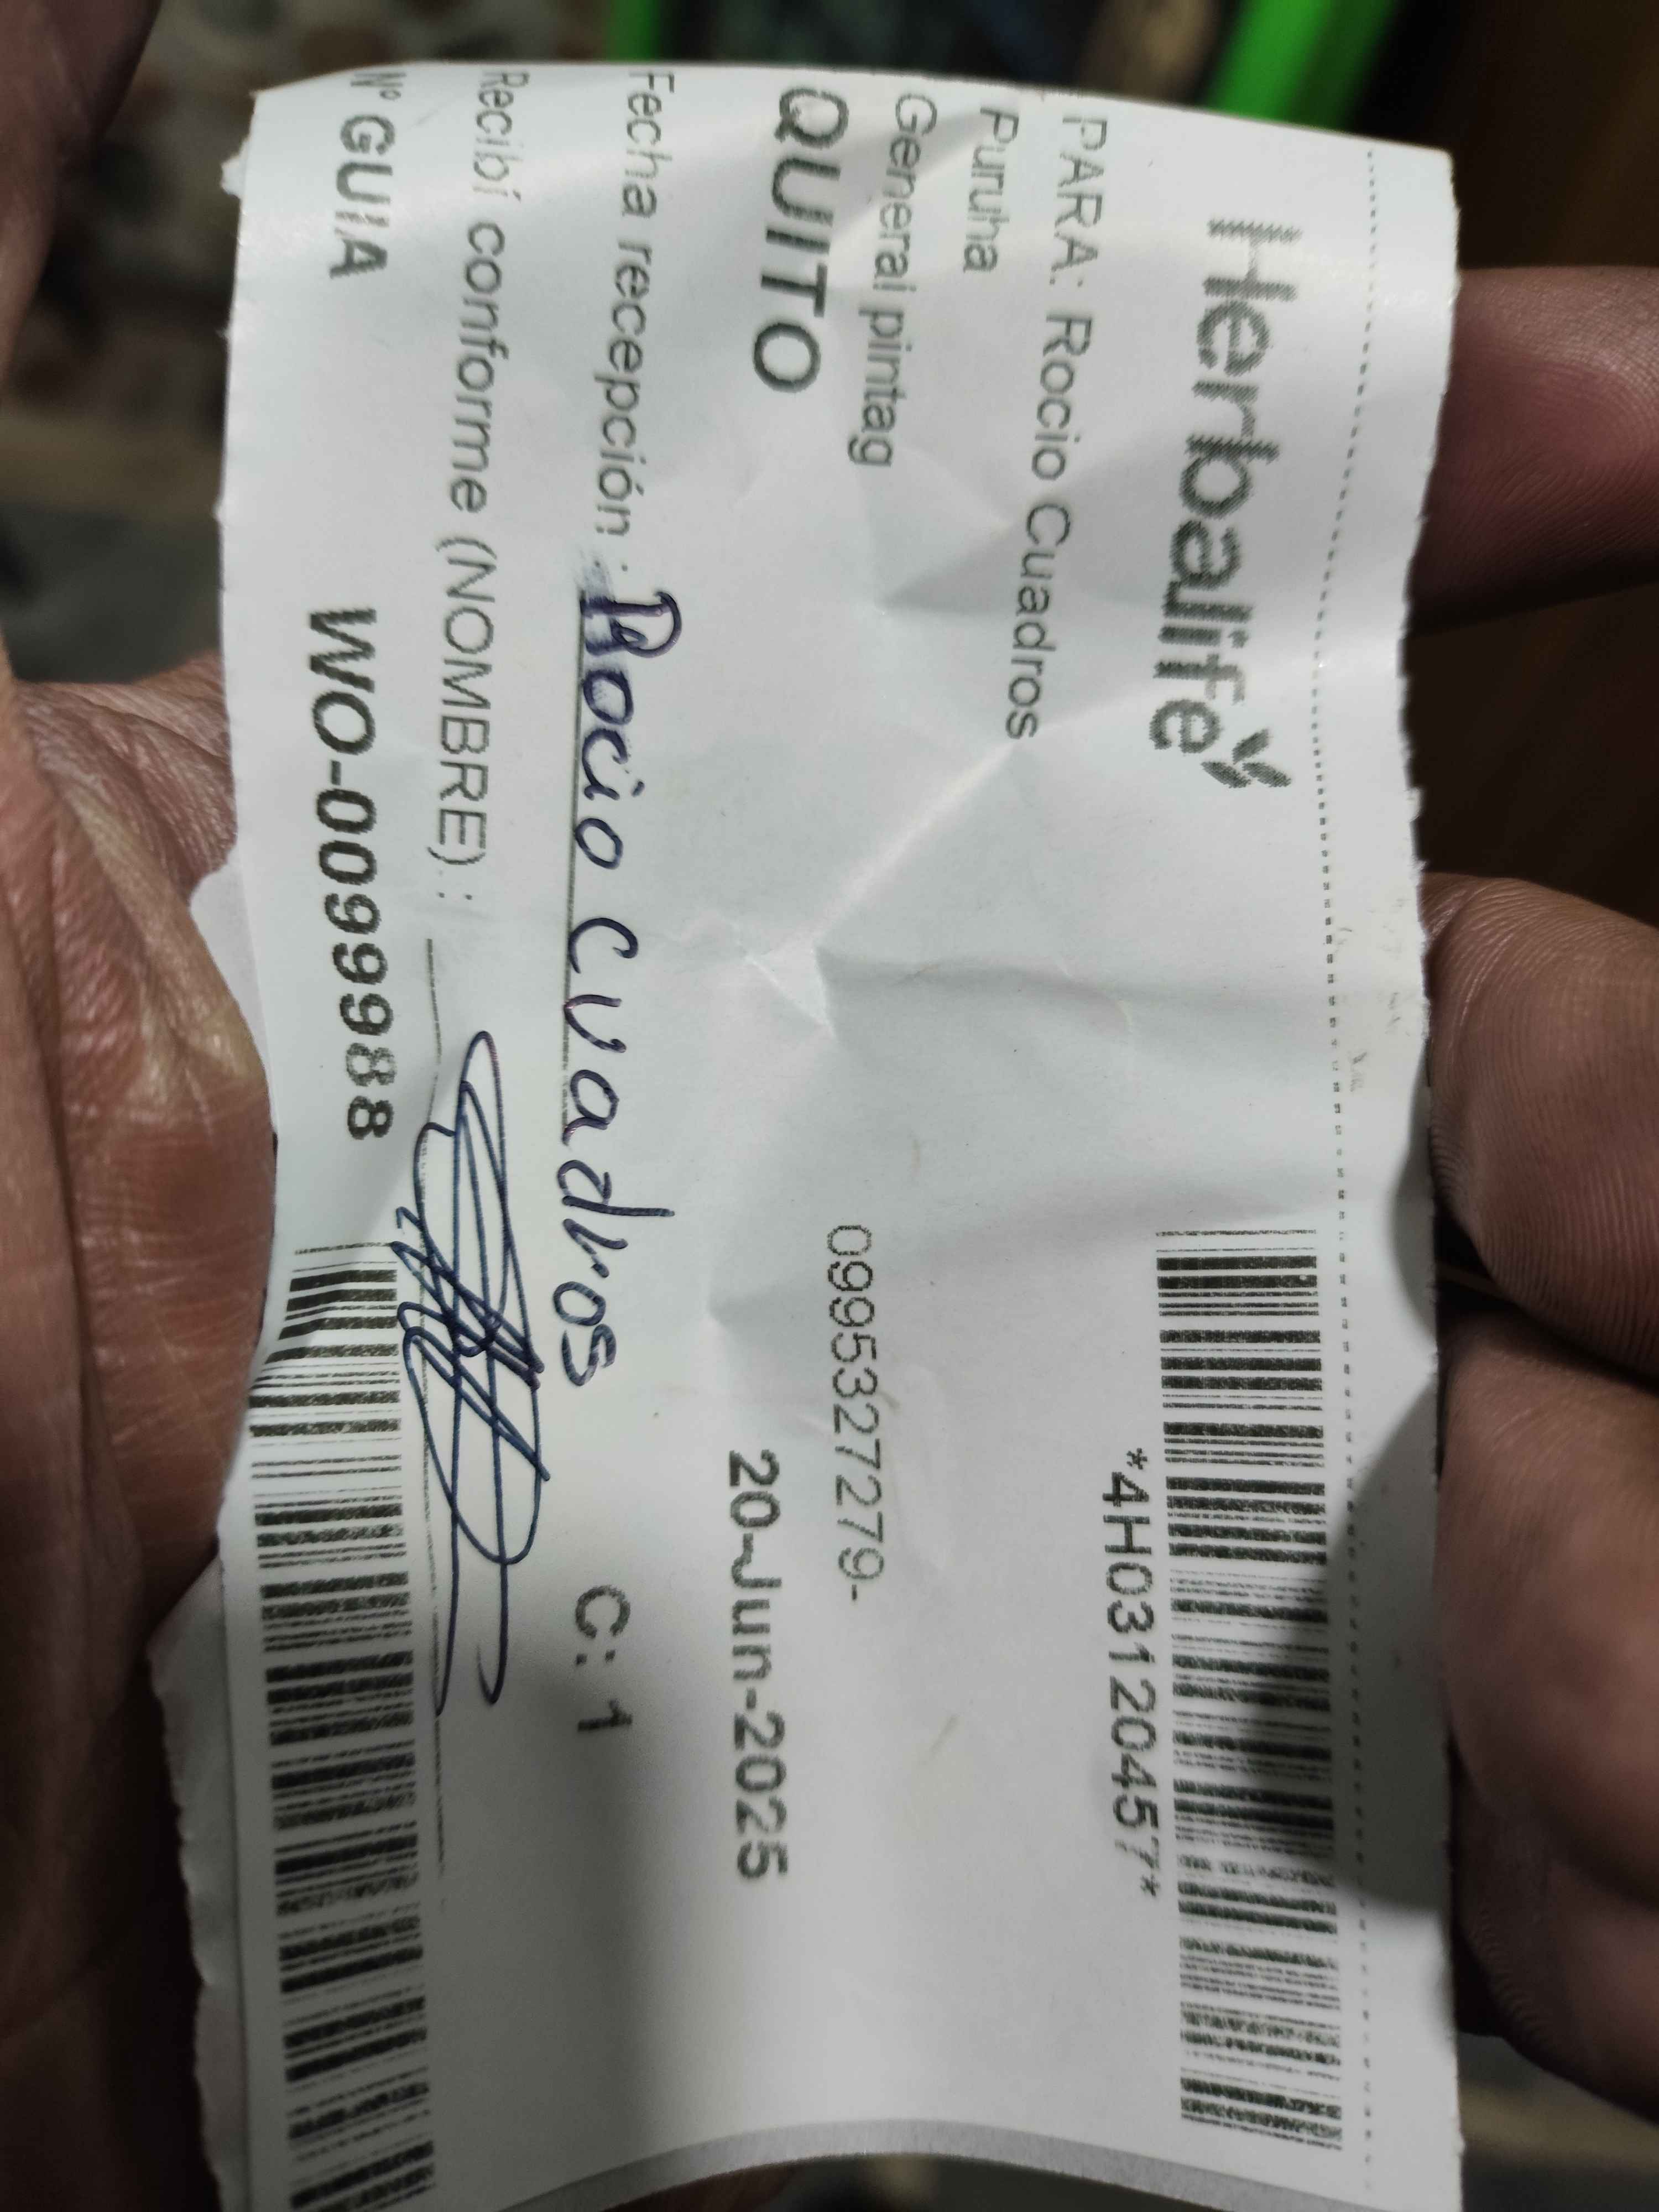 Herbalife
*4H03120457*
PARA: Rocio Cuadros
Puruha
General pintag
0995327279-
QUITO
20-Jun-2025
Fecha recepción : Rocio Cuadros C: 1
Recibí conforme (NOMBRE) :
Nº GUIA WO-0099988